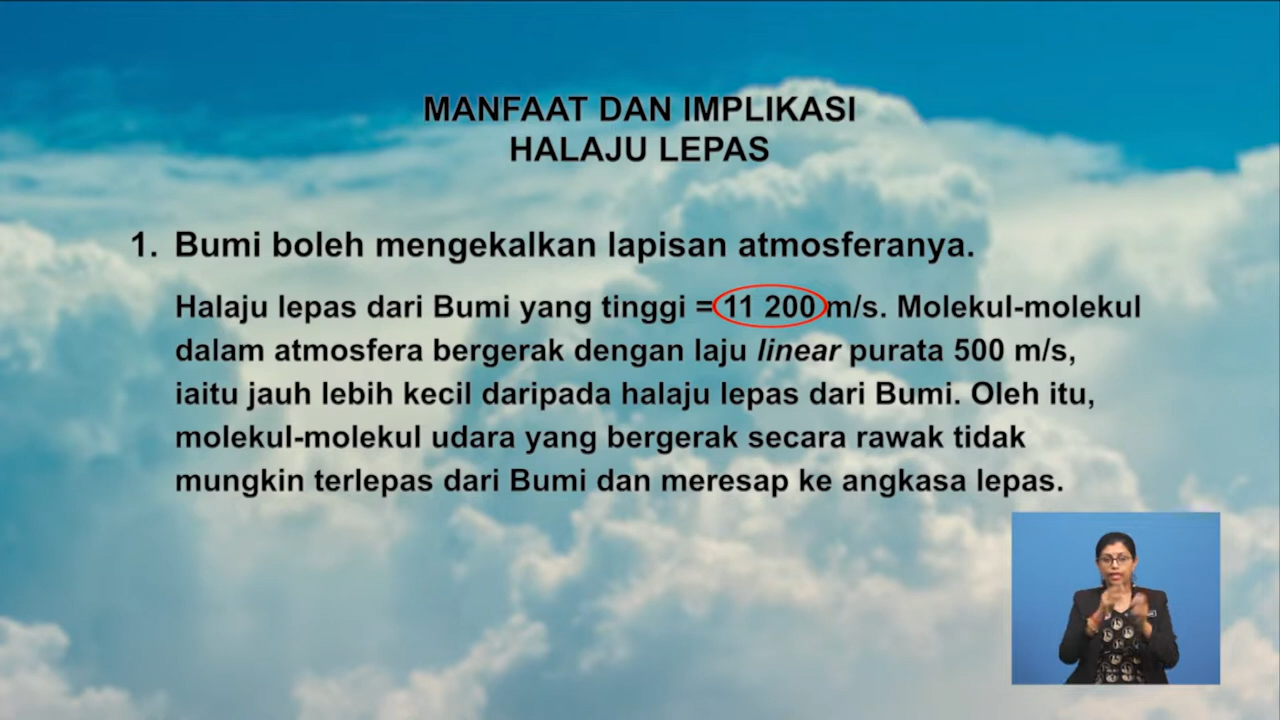 MANFAAT DAN IMPLIKASI
HALAJU LEPAS
1. Bumi boleh mengekalkan lapisan atmosferanya.
Halaju lepas dari Bumi yang tinggi = 11 200 m/s. Molekul-molekul
dalam atmosfera bergerak dengan laju linear purata 500 m/s,
iaitu jauh lebih kecil daripada halaju lepas dari Bumi. Oleh itu,
molekul-molekul udara yang bergerak secara rawak tidak
mungkin terlepas dari Bumi dan meresap ke angkasa lepas.